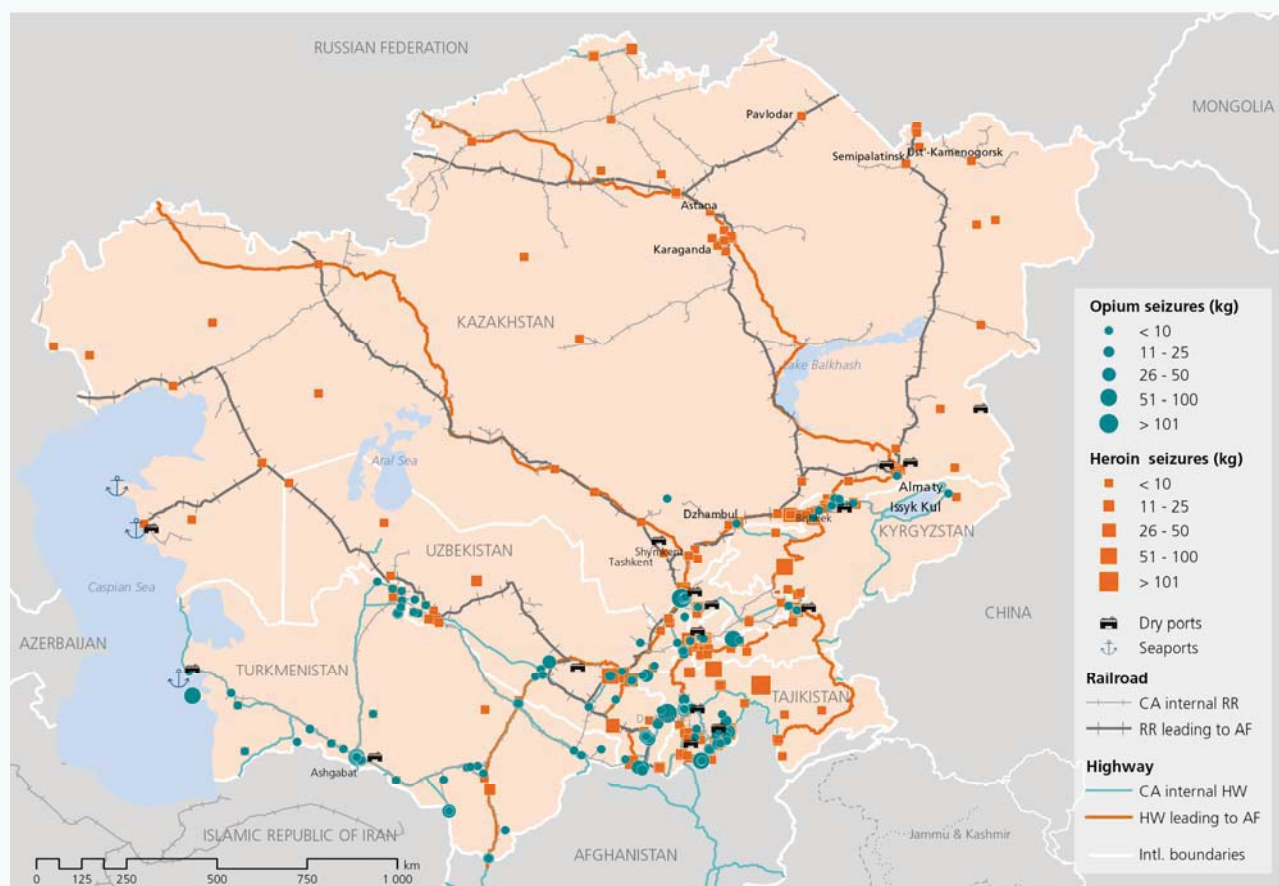 RUSSIAN FEDERATION
MONGOLIA
Pavlodar
Semipalatinsk
Ust'-Kamenogorsk
Astana
Karaganda
KAZAKHSTAN
Lake Balkhash
Aral Sea
Almaty
Dzhambul
Bishkek
Issyk Kul
KYRGYZSTAN
Shymkent
Tashkent
UZBEKISTAN
Caspian Sea
CHINA
AZERBAIJAN
TURKMENISTAN
TAJIKISTAN
Ashgabat
ISLAMIC REPUBLIC OF IRAN
AFGHANISTAN
Jammu & Kashmir
0 125 250 500 750 1 000 km
Opium seizures (kg)
< 10
11 - 25
26 - 50
51 - 100
> 101
Heroin seizures (kg)
< 10
11 - 25
26 - 50
51 - 100
> 101
Dry ports
Seaports
Railroad
CA internal RR
RR leading to AF
Highway
CA internal HW
HW leading to AF
Intl. boundaries